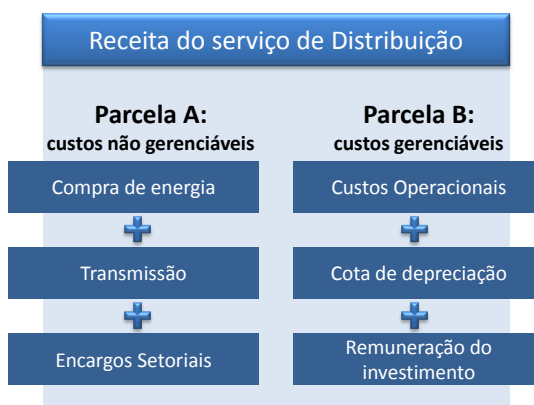 Receita do serviço de Distribuição
Parcela A:
custos não gerenciáveis
Compra de energia
Transmissão
Encargos Setoriais
Parcela B:
custos gerenciáveis
Custos Operacionais
Cota de depreciação
Remuneração do
investimento